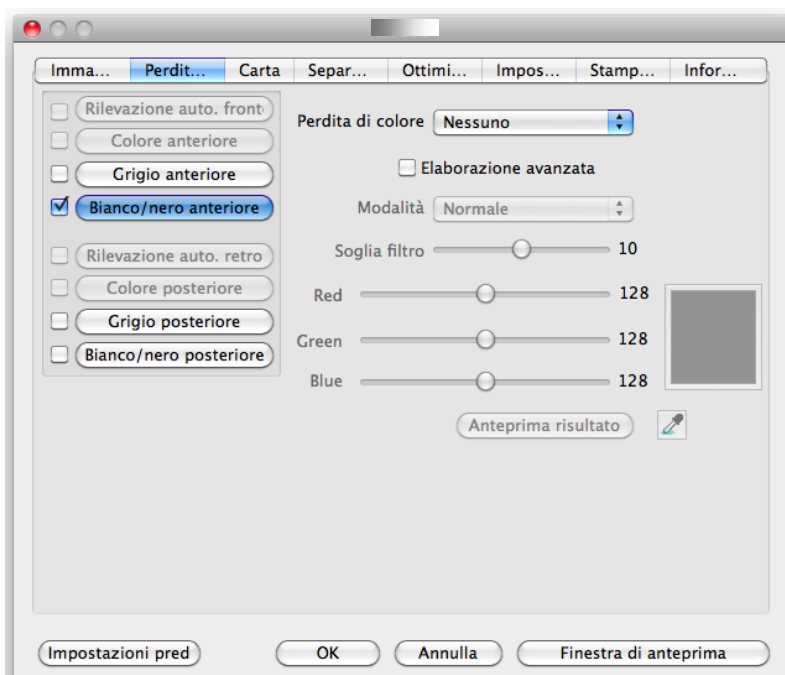 Imma... Perdit... Carta Separ... Ottimi... Impos... Stamp... Infor...
Rilevazione auto. fronte
Colore anteriore
Grigio anteriore
Bianco/nero anteriore
Rilevazione auto. retro
Colore posteriore
Grigio posteriore
Bianco/nero posteriore
Perdita di colore Nessuno
Elaborazione avanzata
Modalità Normale
Soglia filtro 10
Red 128
Green 128
Blue 128
Anteprima risultato
Impostazioni pred OK Annulla Finestra di anteprima